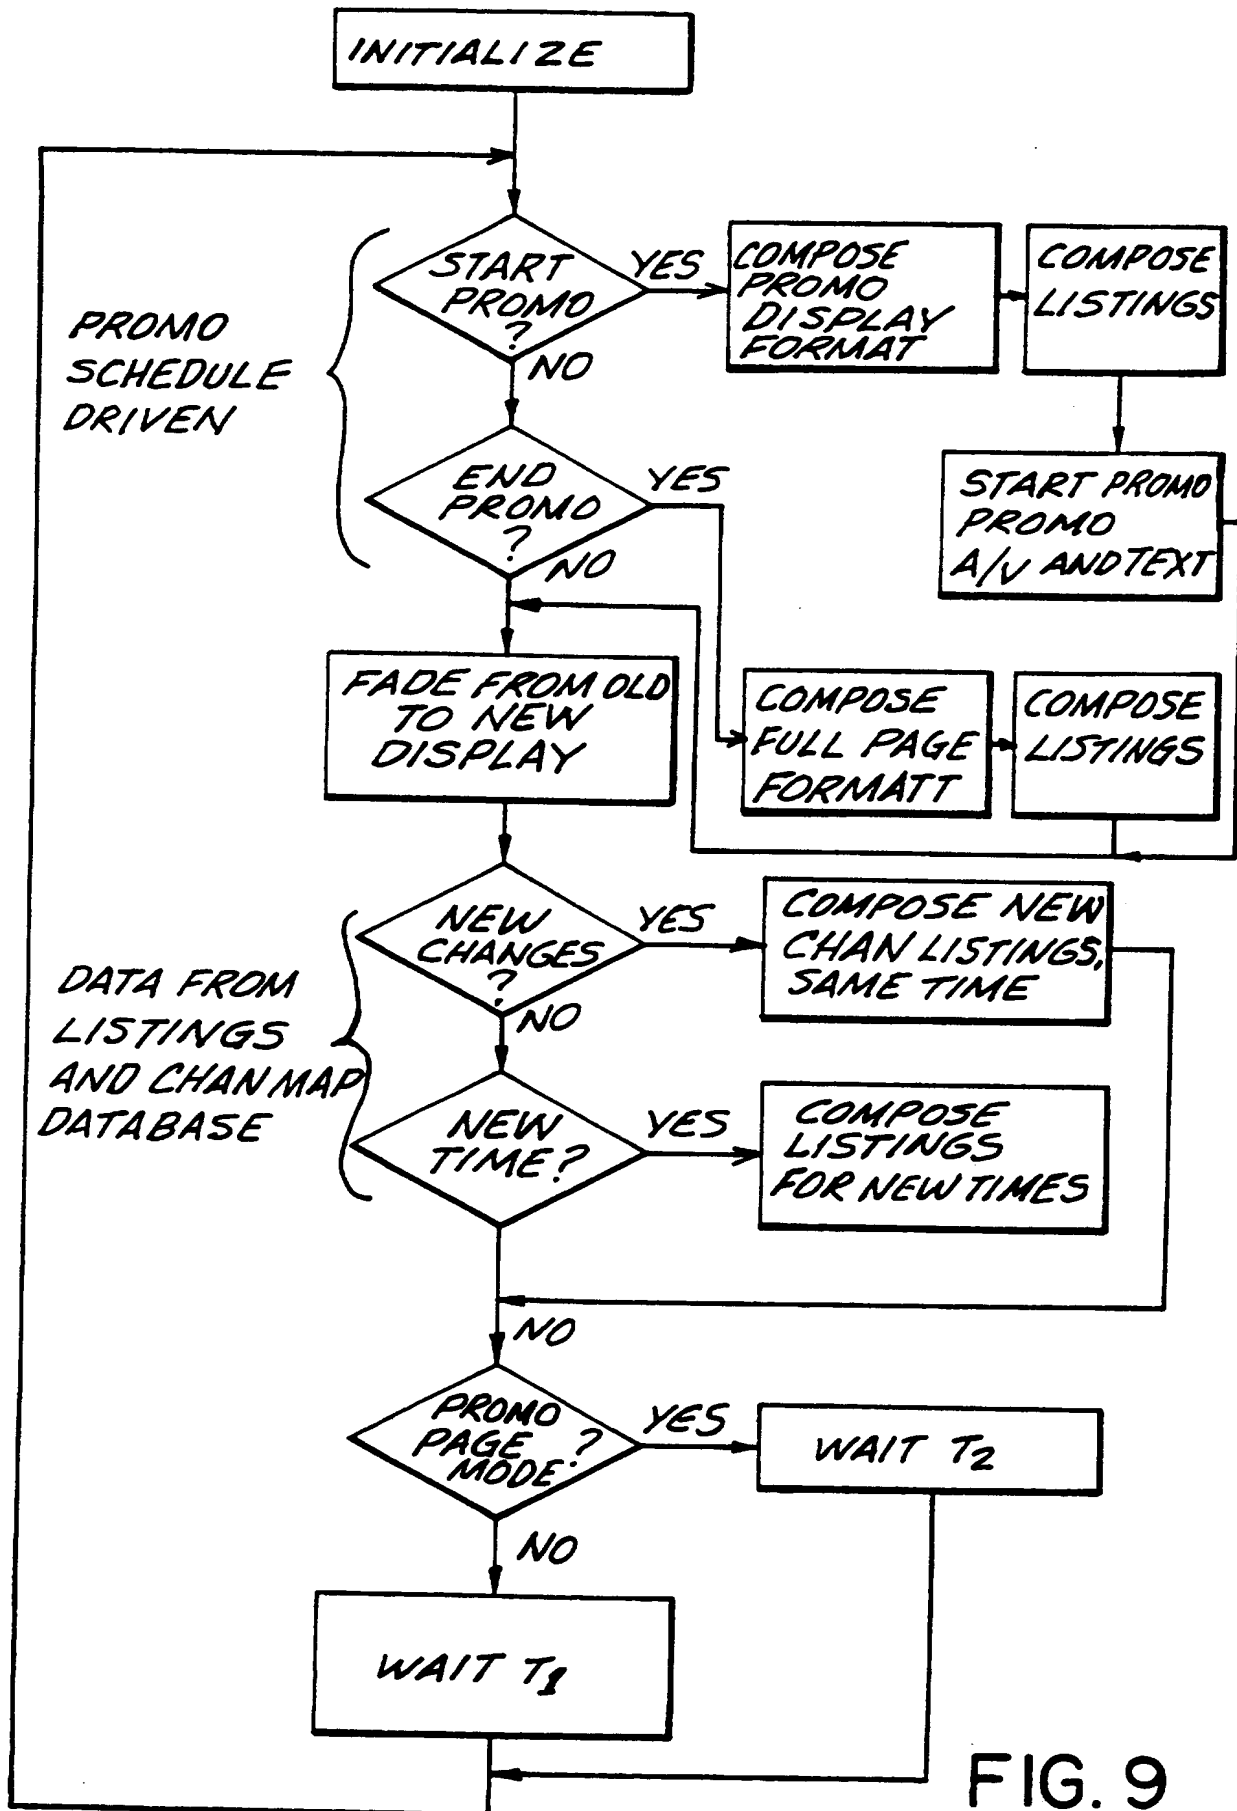 INITIALIZE
START
PROMO
?
YES
NO
COMPOSE
PROMO
DISPLAY
FORMAT
COMPOSE
LISTINGS
PROMO
SCHEDULE
DRIVEN
END
PROMO
?
YES
NO
START PROMO
PROMO
A/V AND TEXT
FADE FROM OLD
TO NEW
DISPLAY
COMPOSE
FULL PAGE
FORMATT
COMPOSE
LISTINGS
NEW
CHANGES
?
YES
NO
COMPOSE NEW
CHAN LISTINGS,
SAME TIME
DATA FROM
LISTINGS
AND CHAN MAP
DATABASE
NEW
TIME?
YES
COMPOSE
LISTINGS
FOR NEW TIMES
NO
PROMO
PAGE ?
MODE
YES
NO
WAIT T2
WAIT T1
FIG. 9